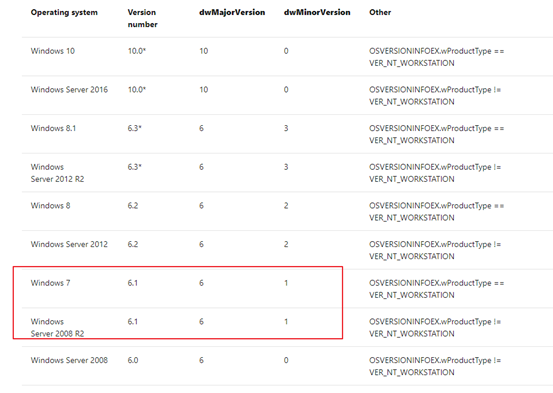 Operating system Version number dwMajorVersion dwMinorVersion Other
Windows 10 10.0* 10 0 OSVERSIONINFOEX.wProductType ==
VER_NT_WORKSTATION
Windows Server 2016 10.0* 10 0 OSVERSIONINFOEX.wProductType !=
VER_NT_WORKSTATION
Windows 8.1 6.3* 6 3 OSVERSIONINFOEX.wProductType ==
VER_NT_WORKSTATION
Windows 6.3* 6 3 OSVERSIONINFOEX.wProductType !=
Server 2012 R2 VER_NT_WORKSTATION
Windows 8 6.2 6 2 OSVERSIONINFOEX.wProductType ==
VER_NT_WORKSTATION
Windows Server 2012 6.2 6 2 OSVERSIONINFOEX.wProductType !=
VER_NT_WORKSTATION
Windows 7 6.1 6 1 OSVERSIONINFOEX.wProductType ==
VER_NT_WORKSTATION
Windows 6.1 6 1 OSVERSIONINFOEX.wProductType !=
Server 2008 R2 VER_NT_WORKSTATION
Windows Server 2008 6.0 6 0 OSVERSIONINFOEX.wProductType !=
VER_NT_WORKSTATION